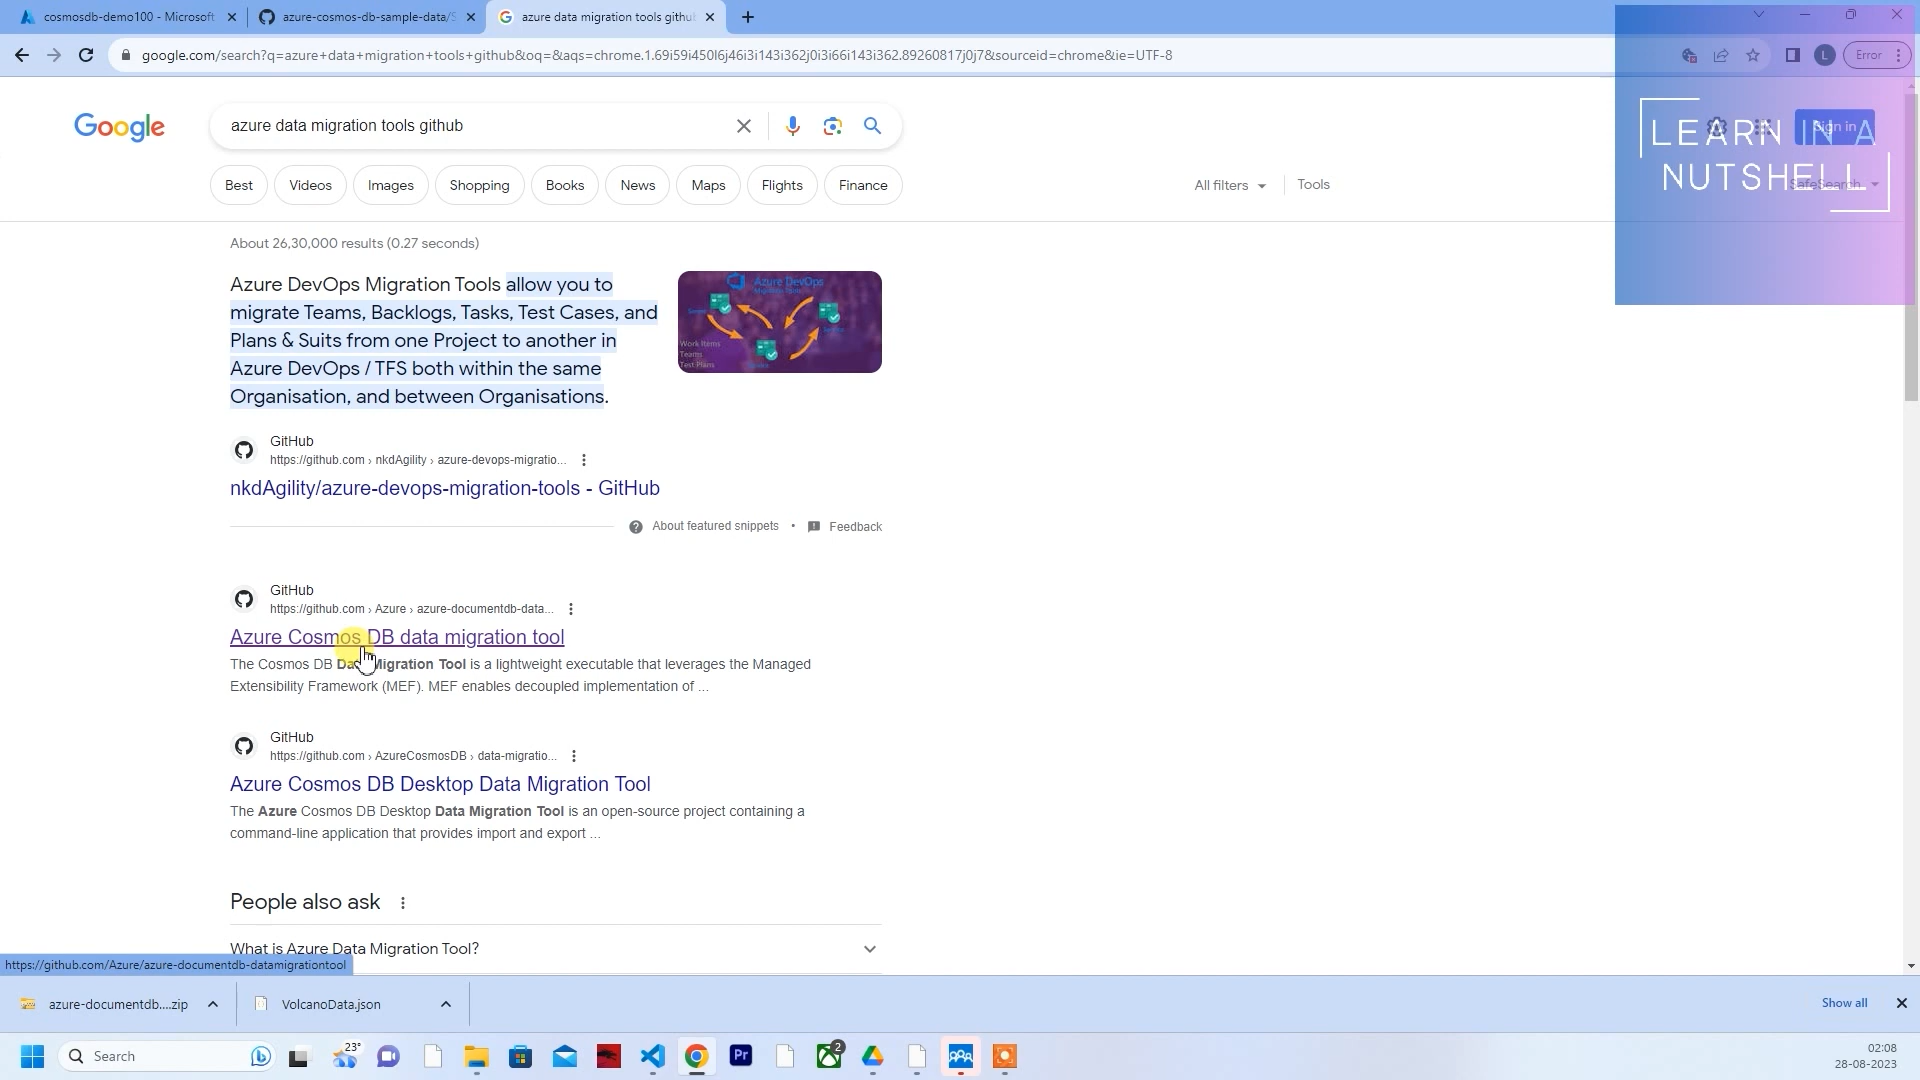 cosmosdb-demo100 - Microsoft
azure-cosmos-db-sample-data/S
azure data migration tools github
google.com/search?q=azure+data+migration+tools+github&oq=&aqs=chrome.1.69i59i450l6j46i3i143i362j0i3i66i143i362.89260817j0j7&sourceid=chrome&ie=UTF-8
L
Error
Google
azure data migration tools github
Sign in
LEARN IN A
NUTSHELL
Best
Videos
Images
Shopping
Books
News
Maps
Flights
Finance
All filters
Tools
SafeSearch
About 26,30,000 results (0.27 seconds)
Azure DevOps Migration Tools allow you to
migrate Teams, Backlogs, Tasks, Test Cases, and
Plans & Suits from one Project to another in
Azure DevOps / TFS both within the same
Organisation, and between Organisations.
Azure DevOps
Work Items
Teams
Test Plans
GitHub
https://github.com › nkdAgility › azure-devops-migratio...
nkdAgility/azure-devops-migration-tools - GitHub
About featured snippets
•
Feedback
GitHub
https://github.com › Azure › azure-documentdb-data...
Azure Cosmos DB data migration tool
The Cosmos DB Data Migration Tool is a lightweight executable that leverages the Managed
Extensibility Framework (MEF). MEF enables decoupled implementation of ...
GitHub
https://github.com › AzureCosmosDB › data-migratio...
Azure Cosmos DB Desktop Data Migration Tool
The Azure Cosmos DB Desktop Data Migration Tool is an open-source project containing a
command-line application that provides import and export ...
People also ask
What is Azure Data Migration Tool?
https://github.com/Azure/azure-documentdb-datamigrationtool
azure-documentdb....zip
VolcanoData.json
Show all
Search
23°
Pr
2
02:08
28-08-2023